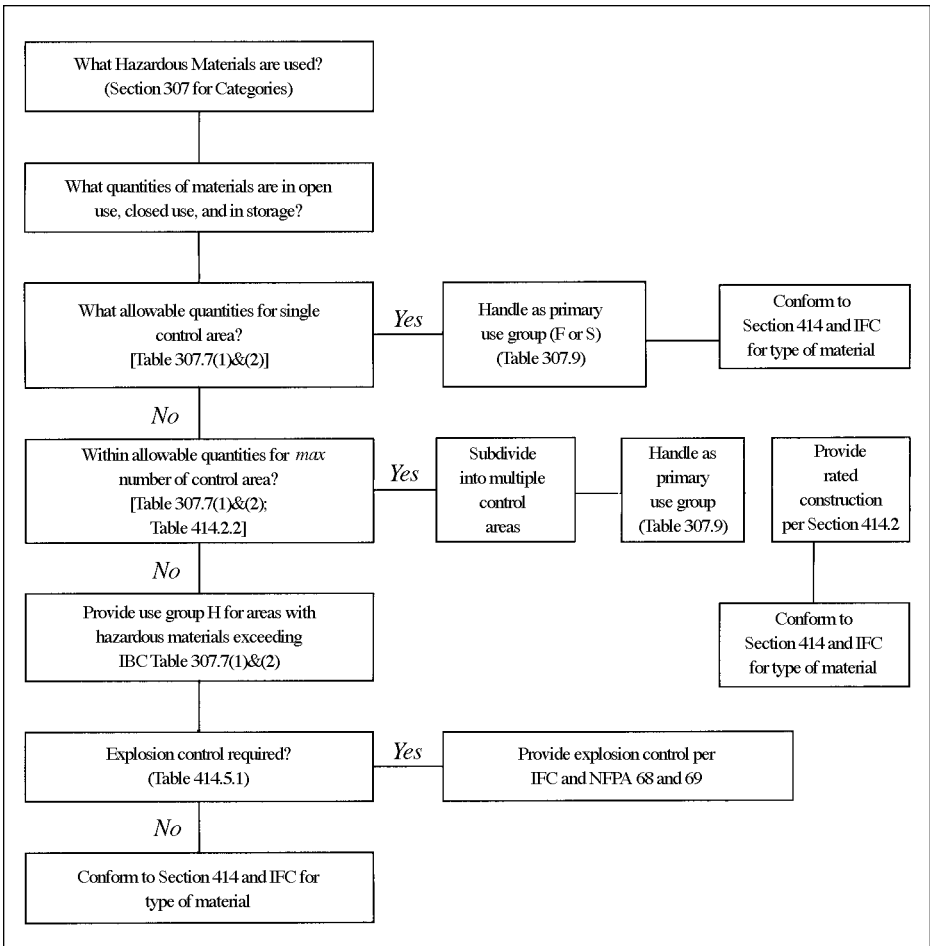 What Hazardous Materials are used?
(Section 307 for Categories)
What quantities of materials are in open
use, closed use, and in storage?
What allowable quantities for single
control area?
[Table 307.7(1)&(2)]
Yes
Handle as primary
use group (F or S)
(Table 307.9)
Conform to
Section 414 and IFC
for type of material
No
Within allowable quantities for max
number of control area?
[Table 307.7(1)&(2);
Table 414.2.2]
Yes
Subdivide
into multiple
control
areas
Handle as
primary
use group
(Table 307.9)
Provide
rated
construction
per Section 414.2
Conform to
Section 414 and IFC
for type of material
No
Provide use group H for areas with
hazardous materials exceeding
IBC Table 307.7(1)&(2)
Explosion control required?
(Table 414.5.1)
Yes
Provide explosion control per
IFC and NFPA 68 and 69
No
Conform to Section 414 and IFC for
type of material